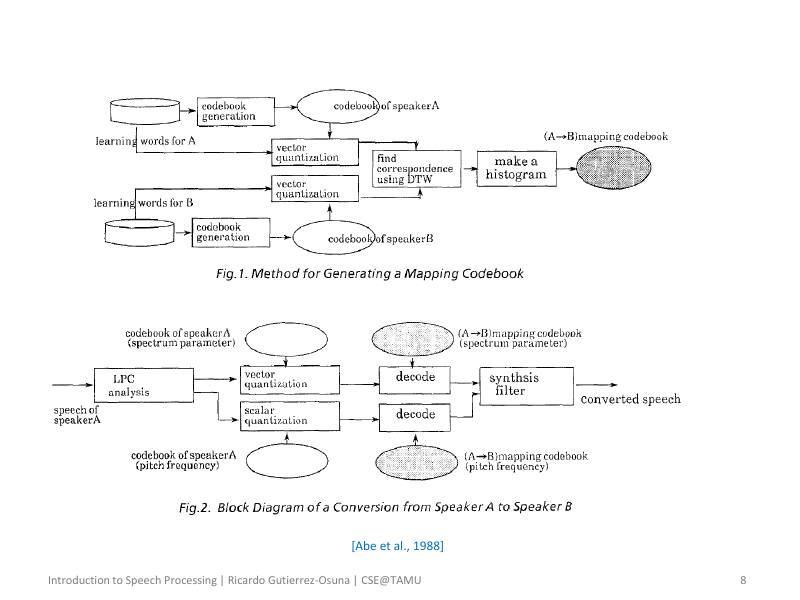 codebook
generation
codebook of speakerA
learning words for A
vector
quantization
(A→B)mapping codebook
find
correspondence
using DTW
make a
histogram
vector
quantization
learning words for B
codebook
generation
codebook of speakerB
Fig.1. Method for Generating a Mapping Codebook
codebook of speakerA
(spectrum parameter)
(A→B)mapping codebook
(spectrum parameter)
LPC
analysis
vector
quantization
decode
synthsis
filter
speech of
speakerA
scalar
quantization
decode
converted speech
codebook of speakerA
(pitch frequency)
(A→B)mapping codebook
(pitch frequency)
Fig.2. Block Diagram of a Conversion from Speaker A to Speaker B
[Abe et al., 1988]
Introduction to Speech Processing | Ricardo Gutierrez-Osuna | CSE@TAMU
8